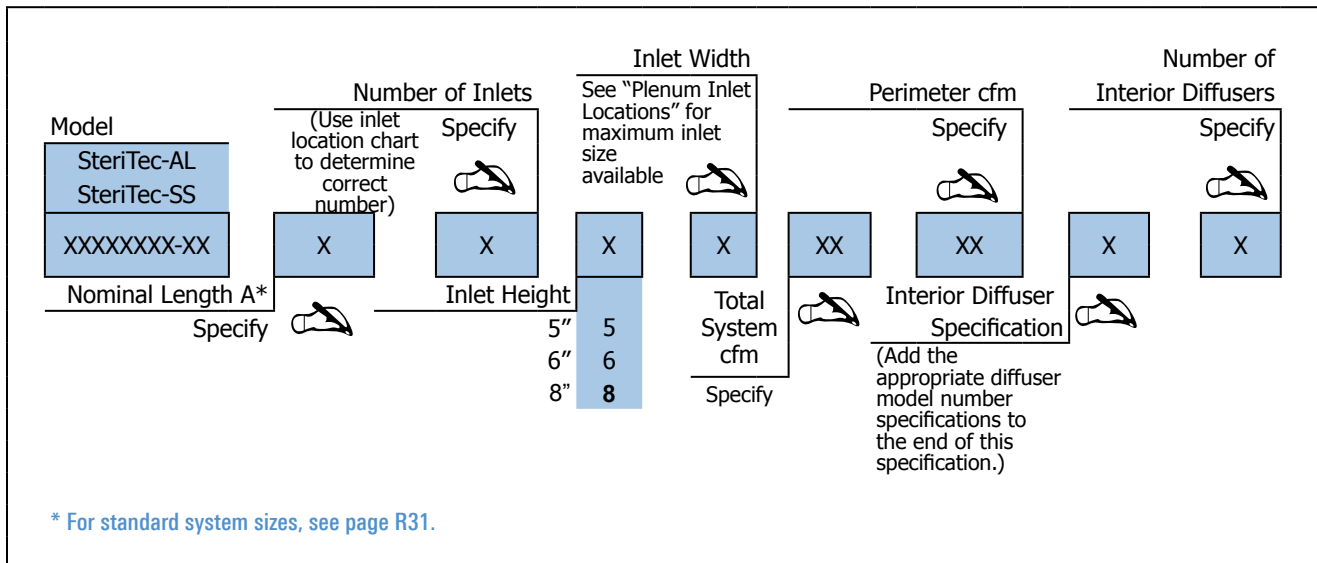 Inlet Width
Number of
Number of Inlets
See “Plenum Inlet
Locations” for
maximum inlet
size
available
Perimeter cfm
Interior Diffusers
Model
(Use inlet
location chart
to determine
correct
number)
Specify
Specify
Specify
SteriTec-AL
SteriTec-SS
XXXXXXXX-XX X X X X XX XX X X
Nominal Length A*
Specify
Inlet Height
5” 5
6” 6
8” 8
Total
System
cfm
Specify
Interior Diffuser
Specification
(Add the
appropriate diffuser
model number
specifications to
the end of this
specification.)
* For standard system sizes, see page R31.